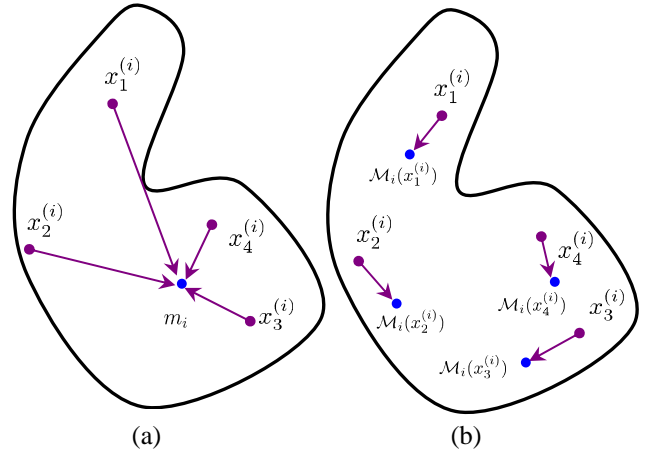 $x_1^{(i)}$
$x_2^{(i)}$
$x_4^{(i)}$
$x_3^{(i)}$
$m_i$
(a)
$x_1^{(i)}$
$\mathcal{M}_i(x_1^{(i)})$
$x_2^{(i)}$
$x_4^{(i)}$
$\mathcal{M}_i(x_4^{(i)})$
$x_3^{(i)}$
$\mathcal{M}_i(x_2^{(i)})$
$\mathcal{M}_i(x_3^{(i)})$
(b)